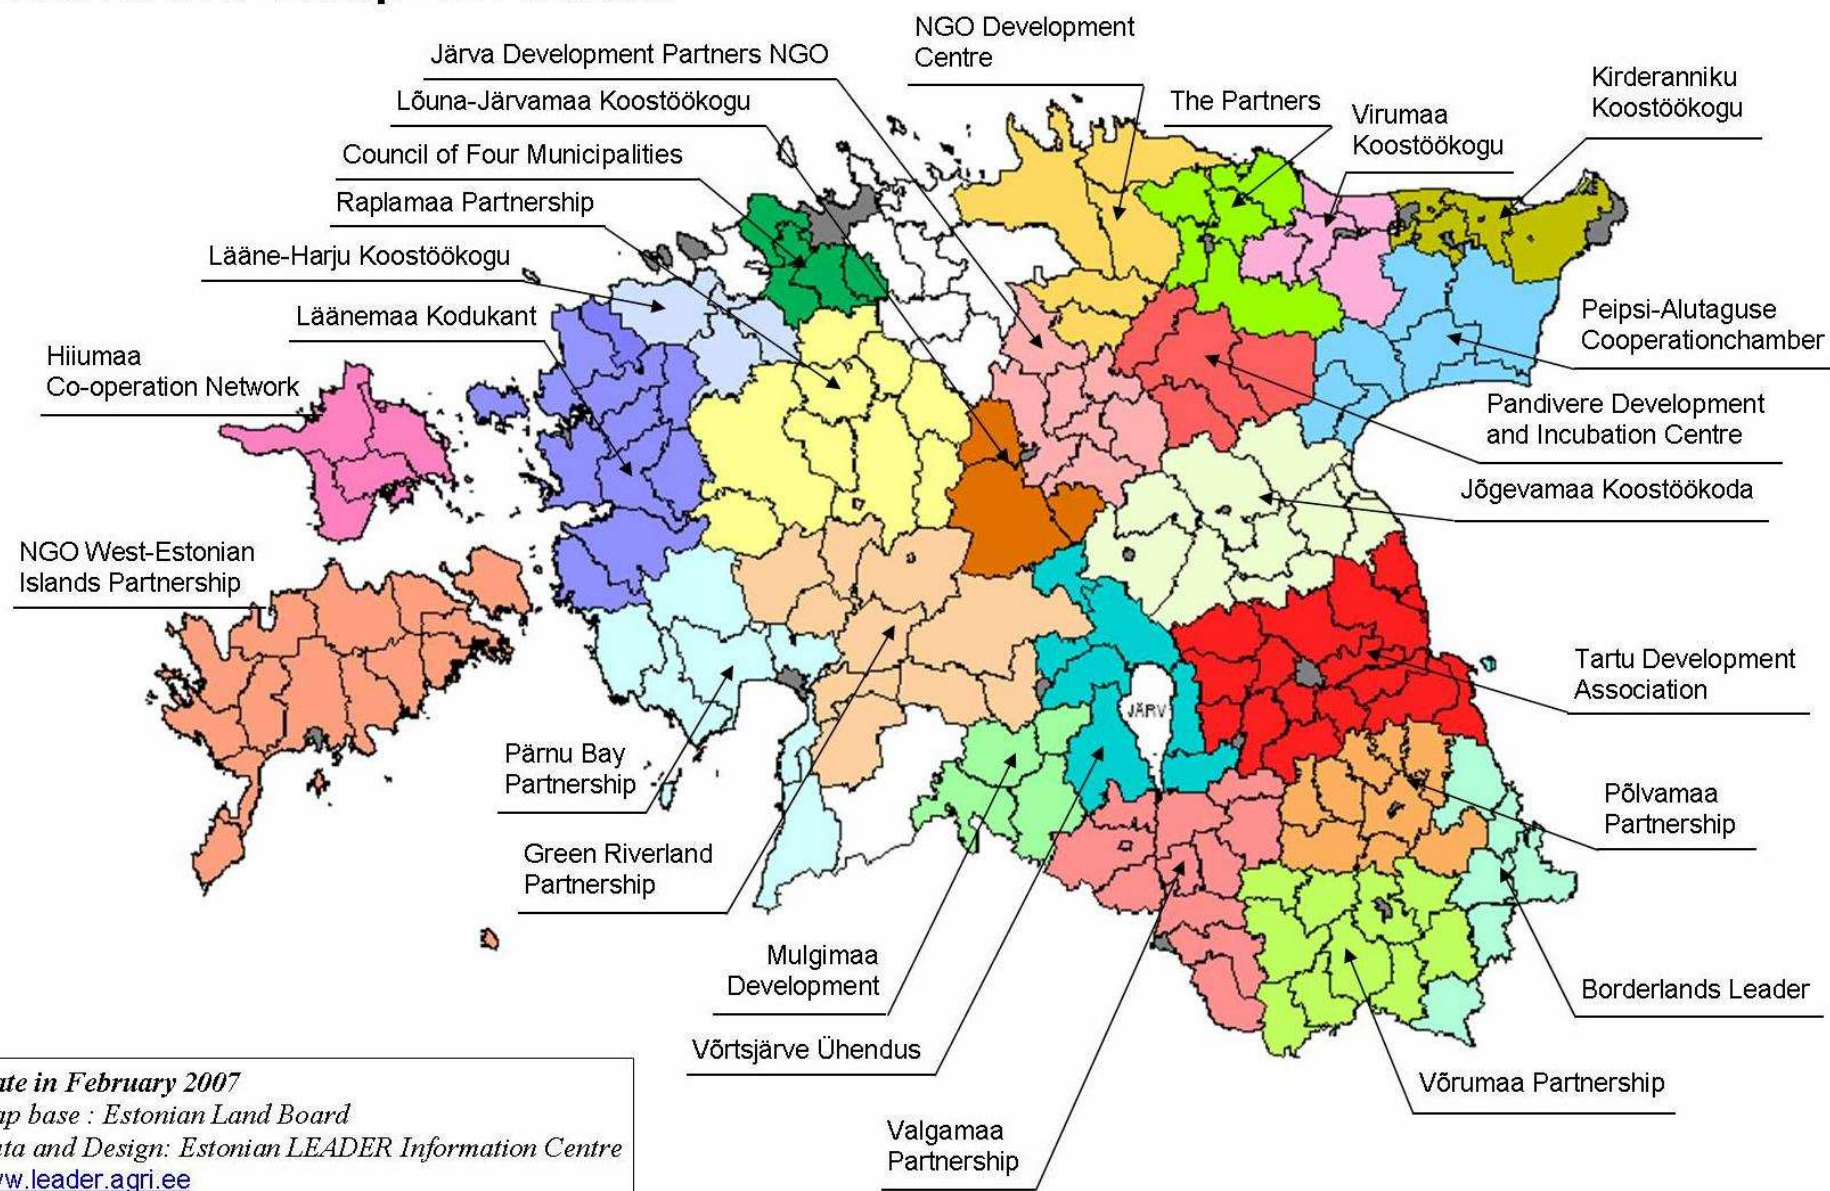 Järva Development Partners NGO
Lõuna-Järvamaa Koostöökogu
Council of Four Municipalities
Raplamaa Partnership
Lääne-Harju Koostöökogu
Läänemaa Kodukant
Hiiumaa
Co-operation Network
NGO West-Estonian
Islands Partnership
NGO Development
Centre
The Partners
Virumaa
Koostöökogu
Kirderanniku
Koostöökogu
Peipsi-Alutaguse
Cooperationchamber
Pandivere Development
and Incubation Centre
Jõgevamaa Koostöökoda
Tartu Development
Association
JÄRV
Põlvamaa
Partnership
Borderlands Leader
Võrumaa Partnership
Pärnu Bay
Partnership
Green Riverland
Partnership
Mulgimaa
Development
Võrtsjärve Ühendus
Valgamaa
Partnership
ate in February 2007
ap base : Estonian Land Board
ata and Design: Estonian LEADER Information Centre
ww.leader.agri.ee